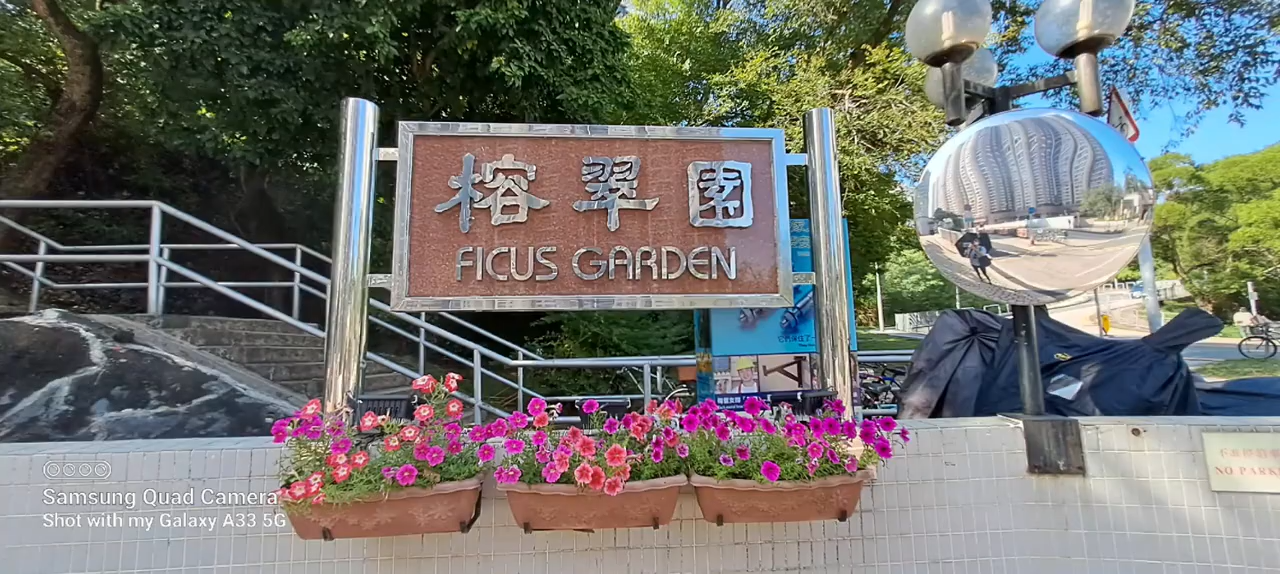 榕翠園
FICUS GARDEN
Samsung Quad Camera
Shot with my Galaxy A33 5G
NO PARK